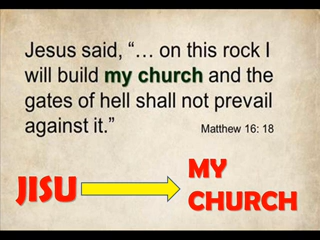 Jesus said, “… on this rock I
will build my church and the
gates of hell shall not prevail
against it.”
Matthew 16: 18
JISU
MY
CHURCH